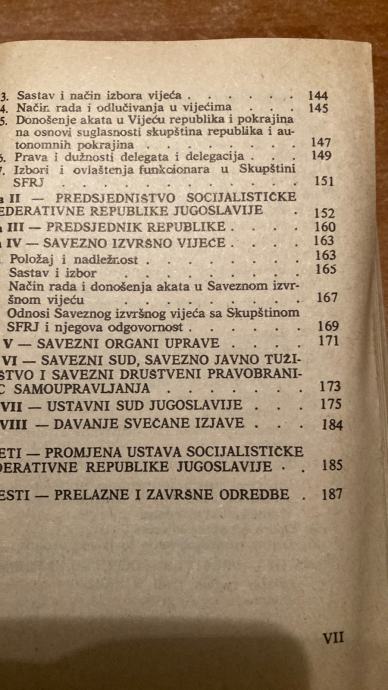 3. Sastav i način izbora vijeća . . . . . . 144
4. Način rada i odlučivanja u vijećima . . . 145
5. Donošenje akata u Vijeću republika i pokrajina
na osnovi suglasnosti skupština republika i au-
tonomnih pokrajina . . . . . . . . 147
6. Prava i dužnosti delegata i delegacija . . . 149
7. Izbori i ovlaštenja funkcionara u Skupštini
SFRJ . . . . . . . . . . . . 151
a II — PREDSJEDNIŠTVO SOCIJALISTIČKE
EDERATIVNE REPUBLIKE JUGOSLAVIJE . 152
III — PREDSJEDNIK REPUBLIKE . . . . 160
IV — SAVEZNO IZVRŠNO VIJEĆE . . . . 163
Položaj i nadležnost . . . . . . . . 163
Sastav i izbor . . . . . . . . . . 165
Način rada i donošenja akata u Saveznom izvr-
šnom vijeću . . . . . . . . . . 167
Odnosi Saveznog izvršnog vijeća sa Skupštinom
SFRJ i njegova odgovornost . . . . . . 169
V — SAVEZNI ORGANI UPRAVE . . . . . 171
VI — SAVEZNI SUD, SAVEZNO JAVNO TUŽI-
STVO I SAVEZNI DRUŠTVENI PRAVOBRANI-
C SAMOUPRAVLJANJA . . . . . . . 173
VII — USTAVNI SUD JUGOSLAVIJE . . . . 175
VIII — DAVANJE SVEČANE IZJAVE . . . 184
ETI — PROMJENA USTAVA SOCIJALISTIČKE
DERATIVNE REPUBLIKE JUGOSLAVIJE . . 185
ESTI — PRELAZNE I ZAVRŠNE ODREDBE . 187
VII